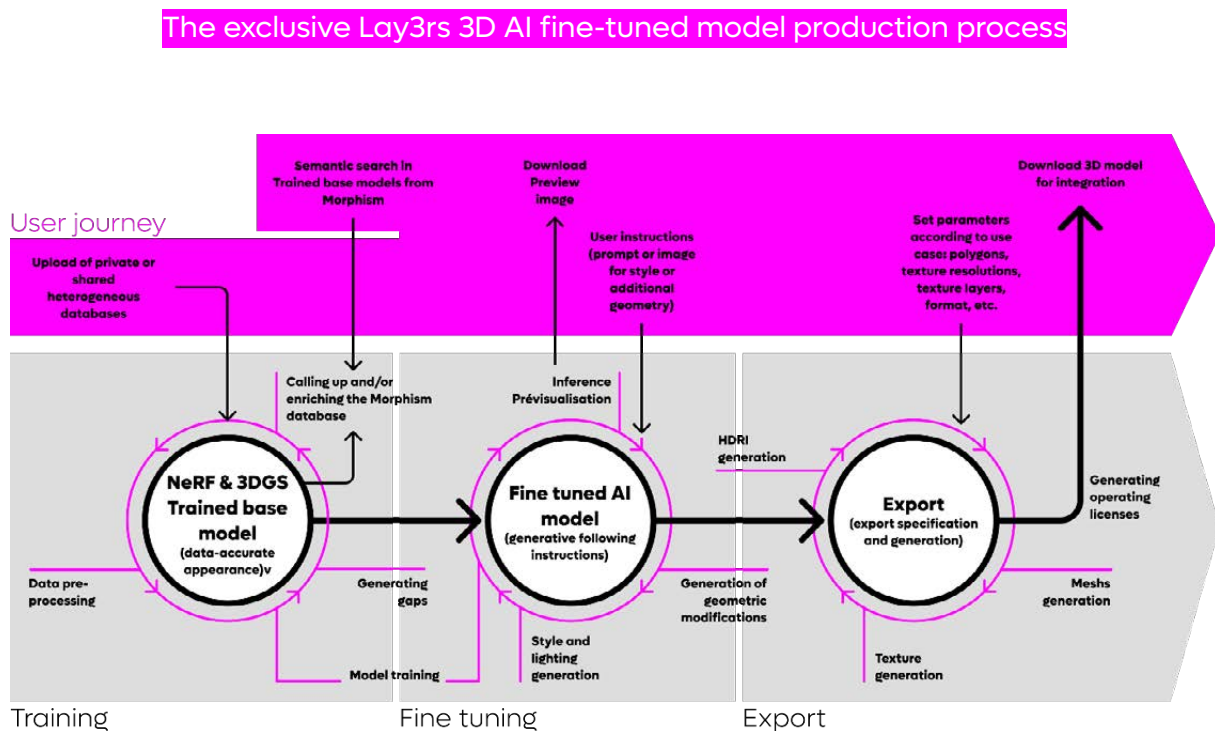 The exclusive Lay3rs 3D AI fine-tuned model production process
Semantic search in
Trained base models from
Morphism
Download
Preview
image
Download 3D model
for integration
User journey
Upload of private or
shared
heterogeneous
databases
User instructions
(prompt or image
for style or
additional
geometry)
Set parameters
according to use
case: polygons,
texture resolutions,
texture layers,
format, etc.
Calling up and/or
enriching the Morphism
database
Inference
Prévisualisation
HDRI
generation
NeRF & 3DGS
Trained base
model
(data-accurate
appearance)v
Fine tuned AI
model
(generative following
instructions)
Export
(export specification
and generation)
Generating
operating
licenses
Data pre-
processing
Generating
gaps
Generation of
geometric
modifications
Meshs
generation
Model training
Style and
lighting
generation
Texture
generation
Training
Fine tuning
Export